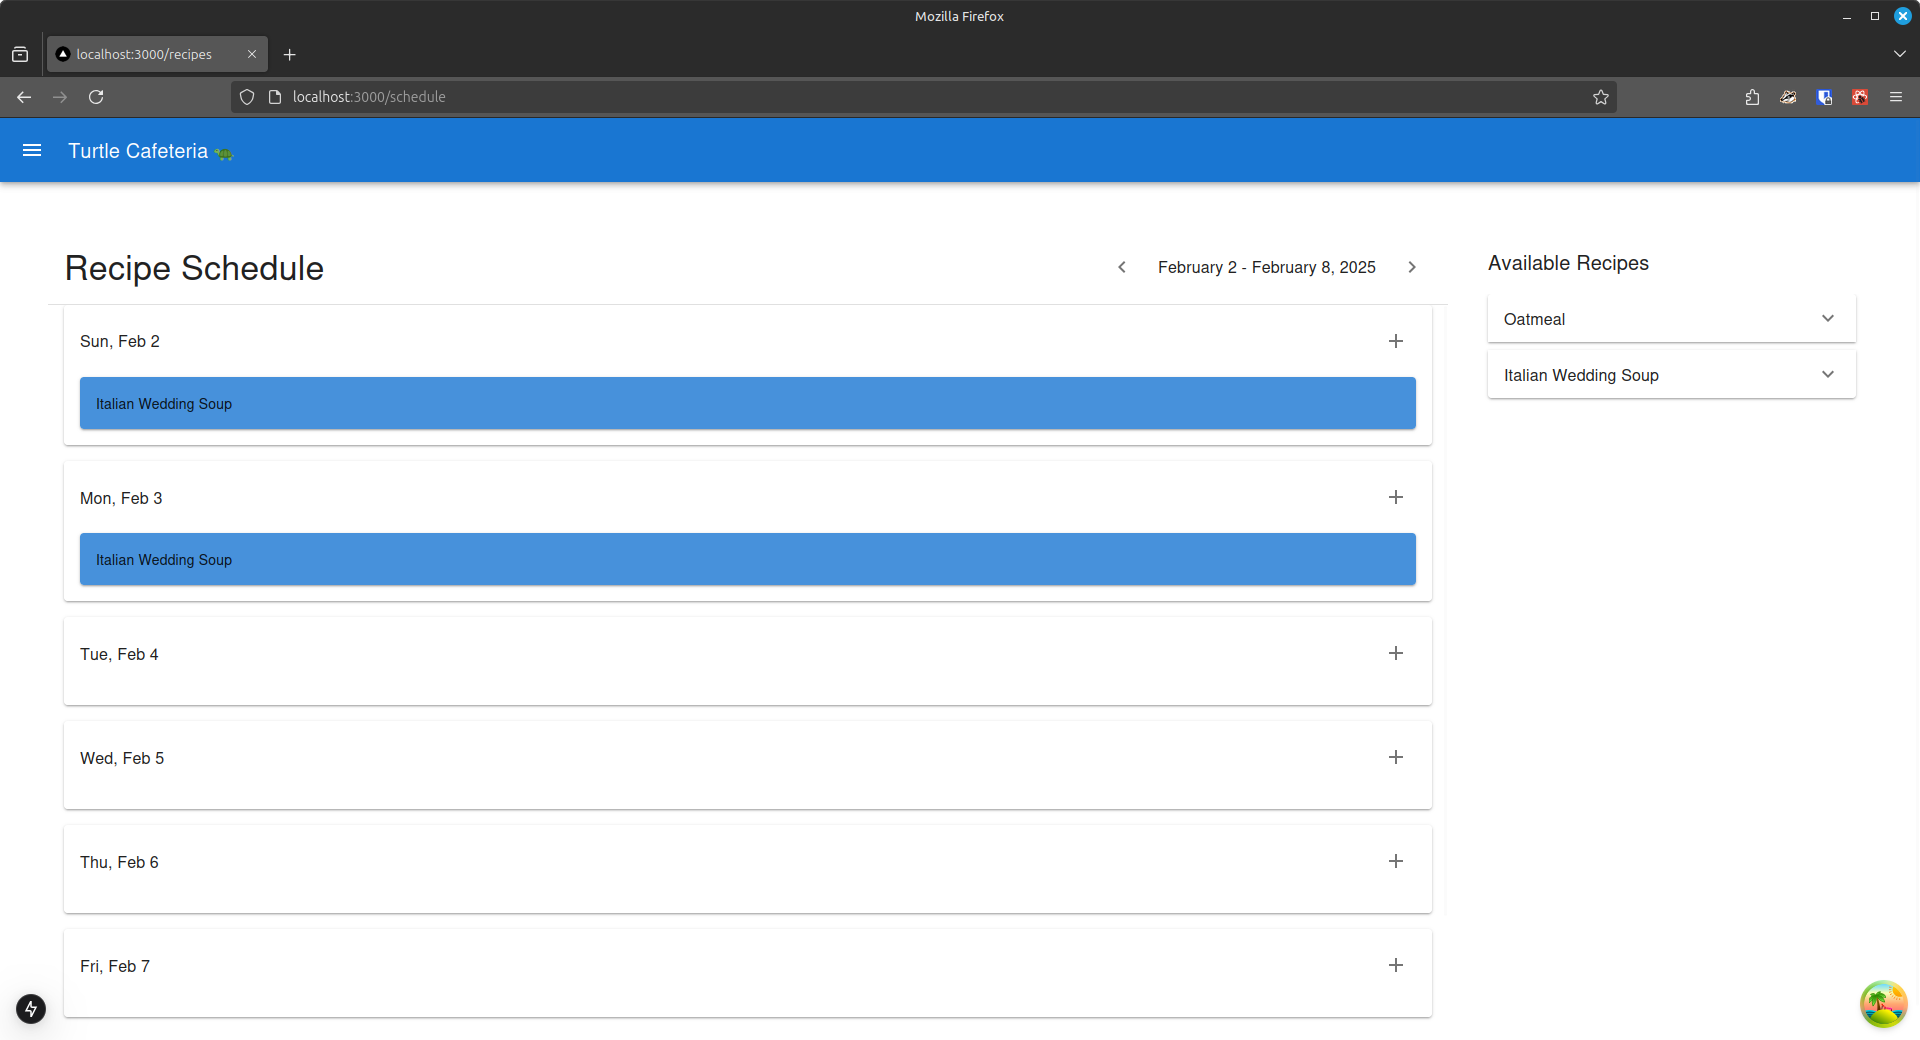 Mozilla Firefox
localhost:3000/recipes
localhost:3000/schedule
Turtle Cafeteria
Recipe Schedule
February 2 - February 8, 2025
Available Recipes
Oatmeal
Italian Wedding Soup
Sun, Feb 2
Italian Wedding Soup
Mon, Feb 3
Italian Wedding Soup
Tue, Feb 4
Wed, Feb 5
Thu, Feb 6
Fri, Feb 7